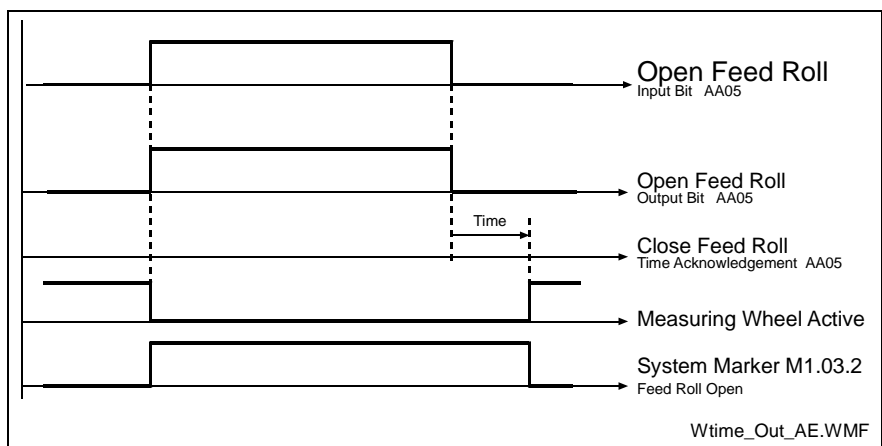 Open Feed Roll
Input Bit AA05
Open Feed Roll
Output Bit AA05
Time
Close Feed Roll
Time Acknowledgement AA05
Measuring Wheel Active
System Marker M1.03.2
Feed Roll Open
Wtime_Out_AE.WMF